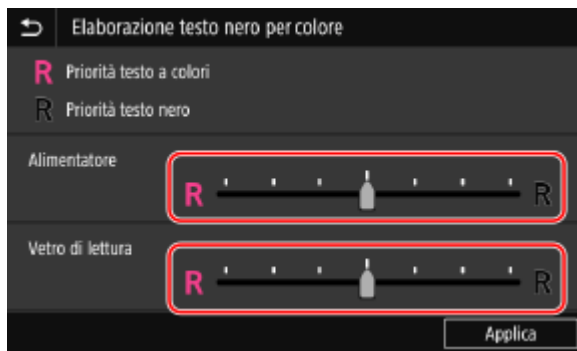 Elaborazione testo nero per colore
R Priorità testo a colori
R Priorità testo nero
Alimentatore
R R
Vetro di lettura
R R
Applica